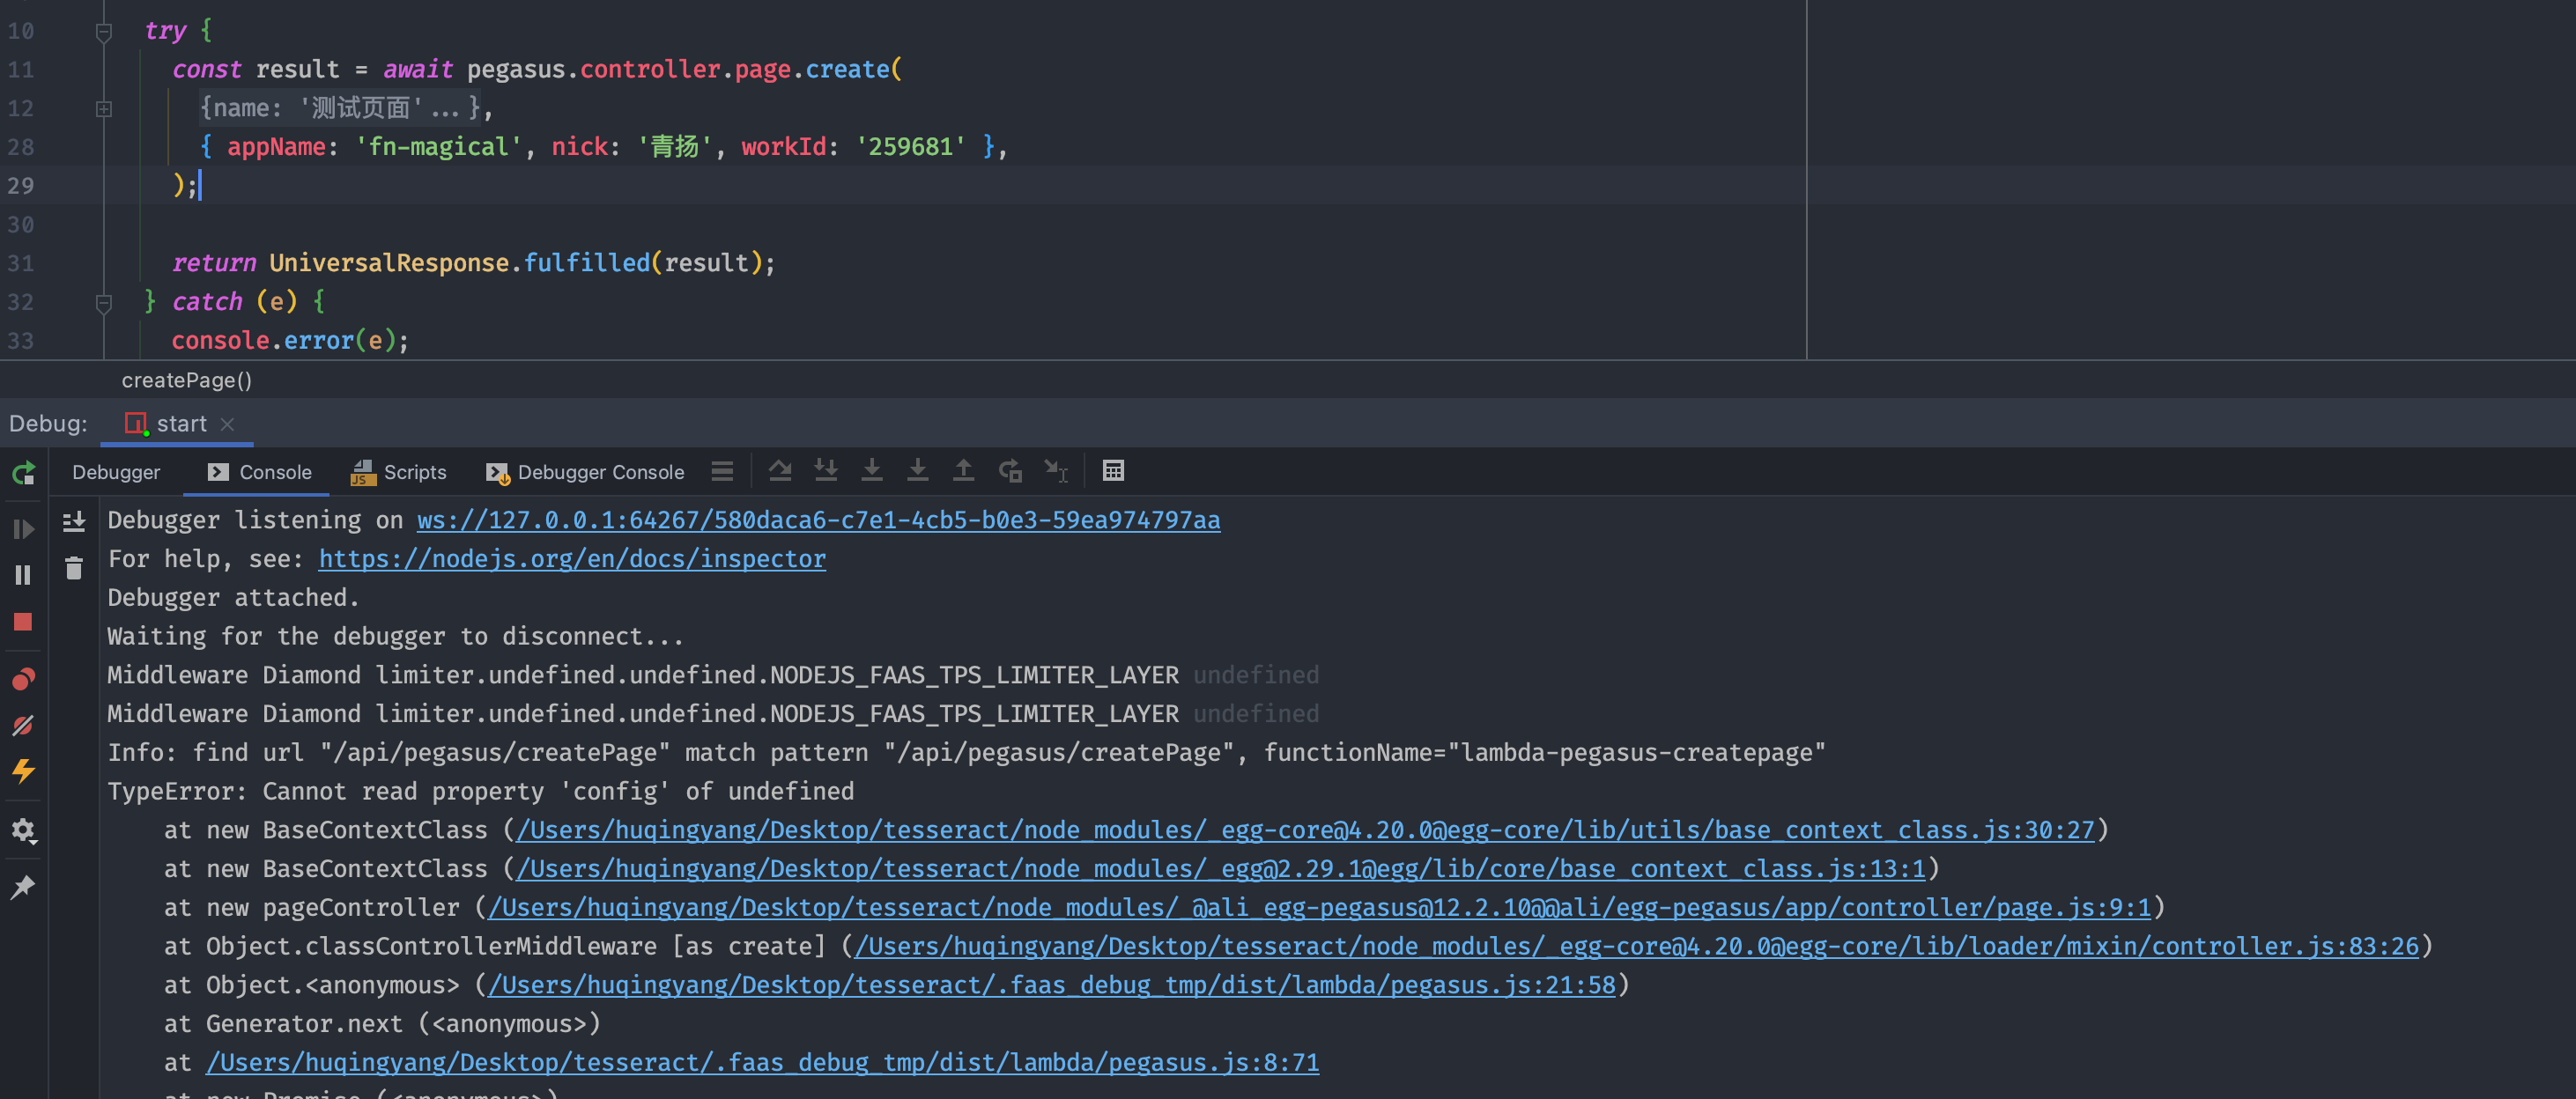 10 try {
11 const result = await pegasus.controller.page.create(
12 {name: '测试页面'...},
28 { appName: 'fn-magical', nick: '青扬', workId: '259681' },
29 );
30
31 return UniversalResponse.fulfilled(result);
32 } catch (e) {
33 console.error(e);
createPage()
Debug: start
Debugger Console Scripts Debugger Console
Debugger listening on ws://127.0.0.1:64267/580daca6-c7e1-4cb5-b0e3-59ea974797aa
For help, see: https://nodejs.org/en/docs/inspector
Debugger attached.
Waiting for the debugger to disconnect...
Middleware Diamond limiter.undefined.undefined.NODEJS_FAAS_TPS_LIMITER_LAYER undefined
Middleware Diamond limiter.undefined.undefined.NODEJS_FAAS_TPS_LIMITER_LAYER undefined
Info: find url "/api/pegasus/createPage" match pattern "/api/pegasus/createPage", functionName="lambda-pegasus-createpage"
TypeError: Cannot read property 'config' of undefined
at new BaseContextClass (/Users/huqingyang/Desktop/tesseract/node_modules/_egg-core@4.20.0@egg-core/lib/utils/base_context_class.js:30:27)
at new BaseContextClass (/Users/huqingyang/Desktop/tesseract/node_modules/_egg@2.29.1@egg/lib/core/base_context_class.js:13:1)
at new pageController (/Users/huqingyang/Desktop/tesseract/node_modules/_@ali_egg-pegasus@12.2.10@@ali/egg-pegasus/app/controller/page.js:9:1)
at Object.classControllerMiddleware [as create] (/Users/huqingyang/Desktop/tesseract/node_modules/_egg-core@4.20.0@egg-core/lib/loader/mixin/controller.js:83:26)
at Object.<anonymous> (/Users/huqingyang/Desktop/tesseract/.faas_debug_tmp/dist/lambda/pegasus.js:21:58)
at Generator.next (<anonymous>)
at /Users/huqingyang/Desktop/tesseract/.faas_debug_tmp/dist/lambda/pegasus.js:8:71
at new Promise (<anonymous>)